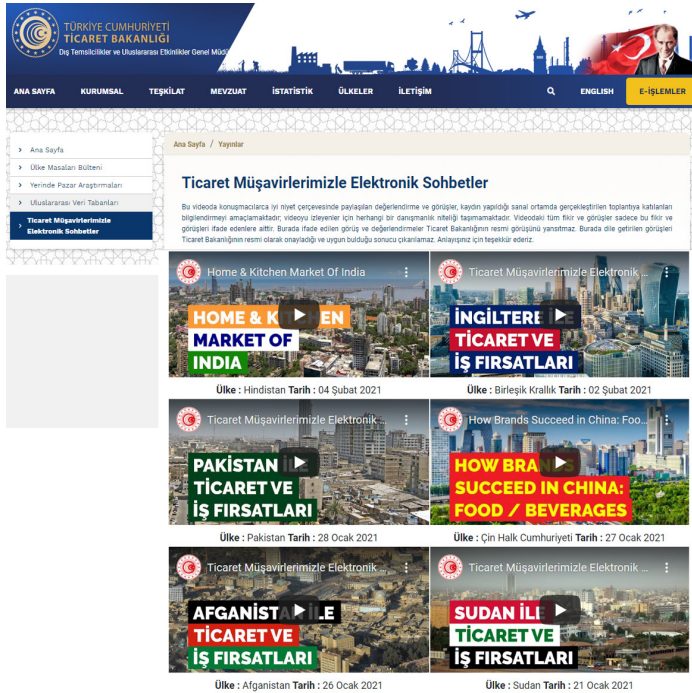 TÜRKİYE CUMHURİYETİ
TİCARET BAKANLIĞI
Dış Temsilcilikler ve Uluslararası Etkinlikler Genel Müdü
ANA SAYFA KURUMSAL TEŞKİLAT MEVZUAT İSTATİSTİK ÜLKELER İLETİŞİM ENGLISH E-İŞLEMLER
Ana Sayfa
Ülke Masaları Bülteni
Yerinde Pazar Araştırmaları
Uluslararası Veri Tabanları
Ticaret Müşavirlerimizle
Elektronik Sohbetler
Ana Sayfa / Yayınlar
Ticaret Müşavirlerimizle Elektronik Sohbetler
Bu videoda konuşmacılarca iyi niyet çerçevesinde paylaşılan değerlendirme ve görüşler, kaydın yapıldığı sanal ortamda gerçekleştirilen toplantıya katılanları
bilgilendirmeyi amaçlamaktadır; videoyu izleyenler için herhangi bir danışmanlık niteliği taşımamaktadır. Videodaki tüm fikir ve görüşler sadece bu fikir ve
görüşleri ifade edenlere aittir. Burada ifade edilen görüş ve değerlendirmeler Ticaret Bakanlığının resmi görüşünü yansıtmaz. Burada dile getirilen görüşleri
Ticaret Bakanlığının resmi olarak onayladığı ve uygun bulduğu sonucu çıkarılamaz. Anlayışınız için teşekkür ederiz.
Home & Kitchen Market Of India
HOME & KITCHEN
MARKET OF
INDIA
Ülke : Hindistan Tarih : 04 Şubat 2021
Ticaret Müşavirlerimizle Elektronik ...
İNGİLTERE İLE
TİCARET VE
İŞ FIRSATLARI
Ülke : Birleşik Krallık Tarih : 02 Şubat 2021
Ticaret Müşavirlerimizle Elektronik ...
PAKİSTAN İLE
TİCARET VE
İŞ FIRSATLARI
Ülke : Pakistan Tarih : 28 Ocak 2021
How Brands Succeed in China: Foo...
HOW BRANDS
SUCCEED IN CHINA:
FOOD / BEVERAGES
Ülke : Çin Halk Cumhuriyeti Tarih : 27 Ocak 2021
Ticaret Müşavirlerimizle Elektronik ...
AFGANİSTAN İLE
TİCARET VE
İŞ FIRSATLARI
Ülke : Afganistan Tarih : 26 Ocak 2021
Ticaret Müşavirlerimizle Elektronik ...
SUDAN İLE
TİCARET VE
İŞ FIRSATLARI
Ülke : Sudan Tarih : 21 Ocak 2021